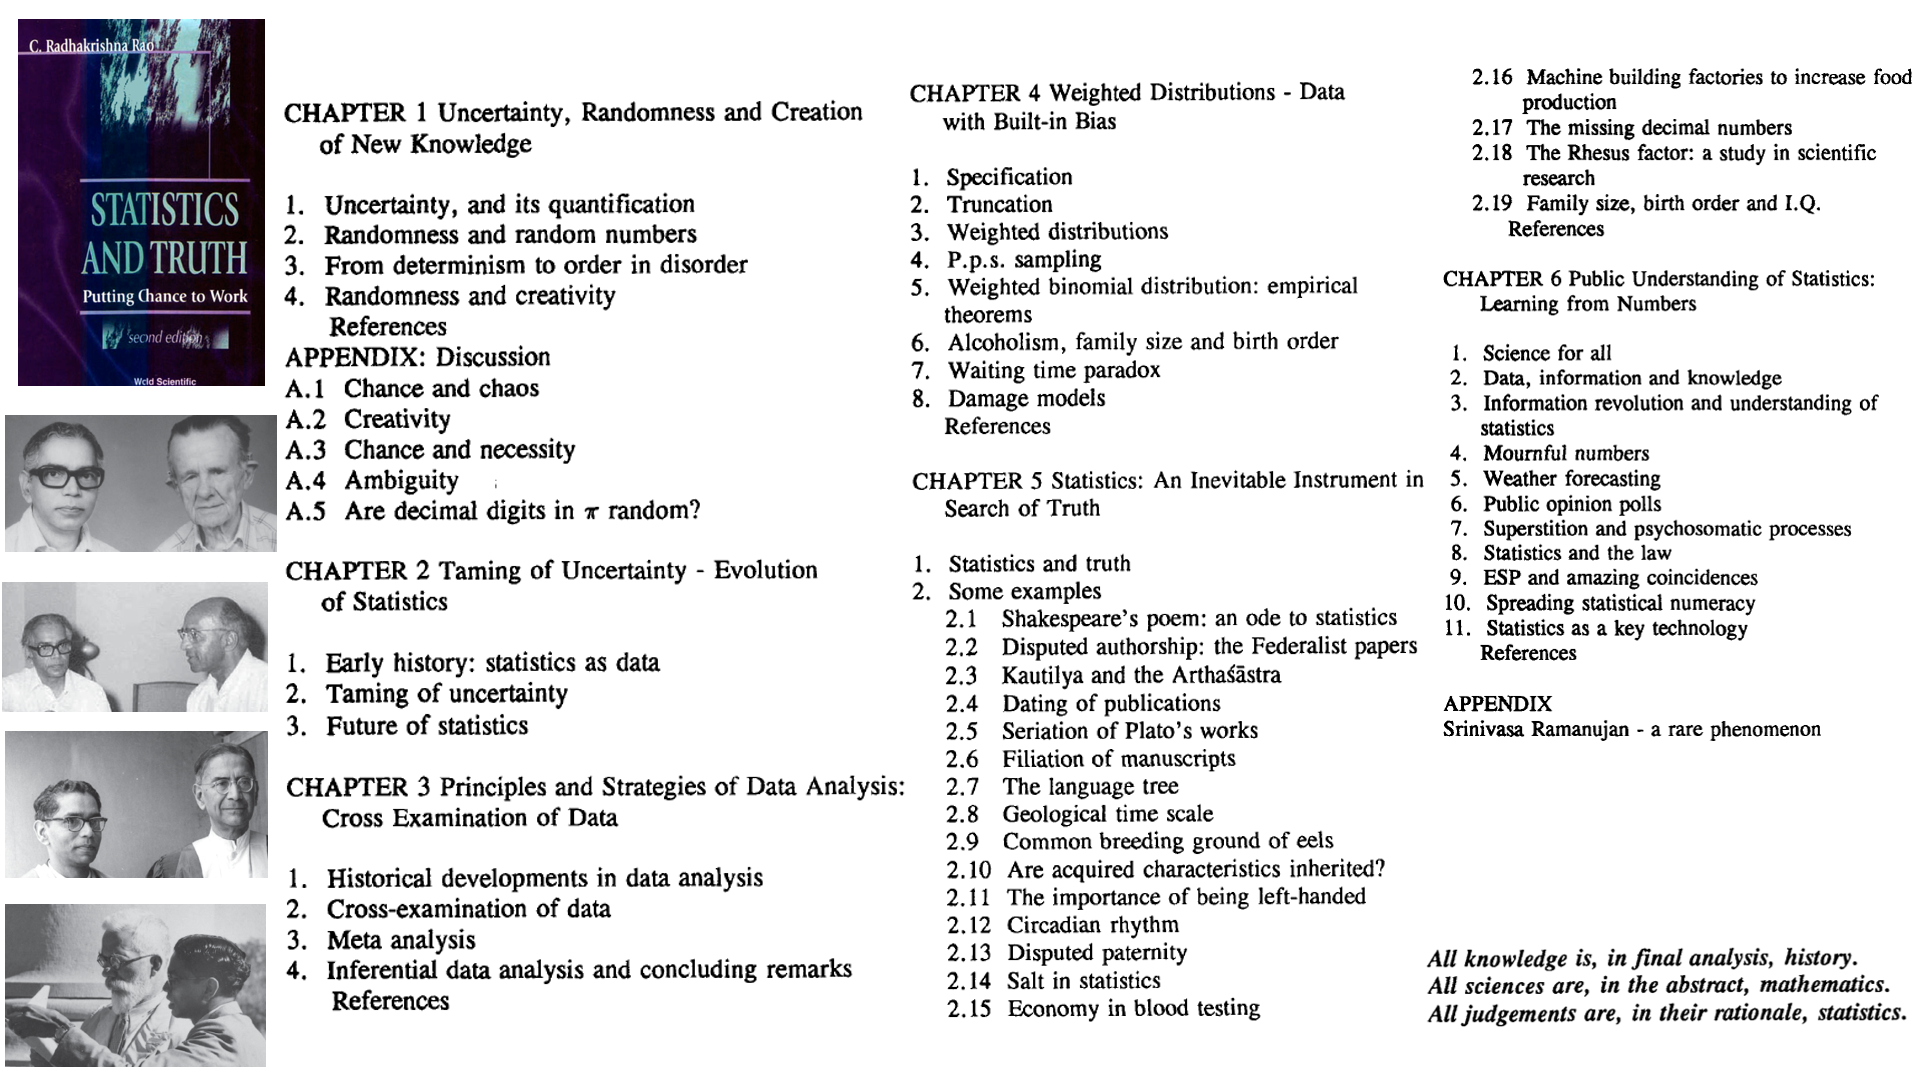 C. Radhakrishna Rao
STATISTICS
AND TRUTH
Putting Chance to Work
second edition
World Scientific
CHAPTER 1 Uncertainty, Randomness and Creation
of New Knowledge
1. Uncertainty, and its quantification
2. Randomness and random numbers
3. From determinism to order in disorder
4. Randomness and creativity
References
APPENDIX: Discussion
A.1 Chance and chaos
A.2 Creativity
A.3 Chance and necessity
A.4 Ambiguity
A.5 Are decimal digits in π random?
CHAPTER 2 Taming of Uncertainty - Evolution
of Statistics
1. Early history: statistics as data
2. Taming of uncertainty
3. Future of statistics
CHAPTER 3 Principles and Strategies of Data Analysis:
Cross Examination of Data
1. Historical developments in data analysis
2. Cross-examination of data
3. Meta analysis
4. Inferential data analysis and concluding remarks
References
CHAPTER 4 Weighted Distributions - Data
with Built-in Bias
1. Specification
2. Truncation
3. Weighted distributions
4. P.p.s. sampling
5. Weighted binomial distribution: empirical
theorems
6. Alcoholism, family size and birth order
7. Waiting time paradox
8. Damage models
References
CHAPTER 5 Statistics: An Inevitable Instrument in
Search of Truth
1. Statistics and truth
2. Some examples
2.1 Shakespeare's poem: an ode to statistics
2.2 Disputed authorship: the Federalist papers
2.3 Kautilya and the Arthaśāstra
2.4 Dating of publications
2.5 Seriation of Plato's works
2.6 Filiation of manuscripts
2.7 The language tree
2.8 Geological time scale
2.9 Common breeding ground of eels
2.10 Are acquired characteristics inherited?
2.11 The importance of being left-handed
2.12 Circadian rhythm
2.13 Disputed paternity
2.14 Salt in statistics
2.15 Economy in blood testing
2.16 Machine building factories to increase food
production
2.17 The missing decimal numbers
2.18 The Rhesus factor: a study in scientific
research
2.19 Family size, birth order and I.Q.
References
CHAPTER 6 Public Understanding of Statistics:
Learning from Numbers
1. Science for all
2. Data, information and knowledge
3. Information revolution and understanding of
statistics
4. Mournful numbers
5. Weather forecasting
6. Public opinion polls
7. Superstition and psychosomatic processes
8. Statistics and the law
9. ESP and amazing coincidences
10. Spreading statistical numeracy
11. Statistics as a key technology
References
APPENDIX
Srinivasa Ramanujan - a rare phenomenon
All knowledge is, in final analysis, history.
All sciences are, in the abstract, mathematics.
All judgements are, in their rationale, statistics.